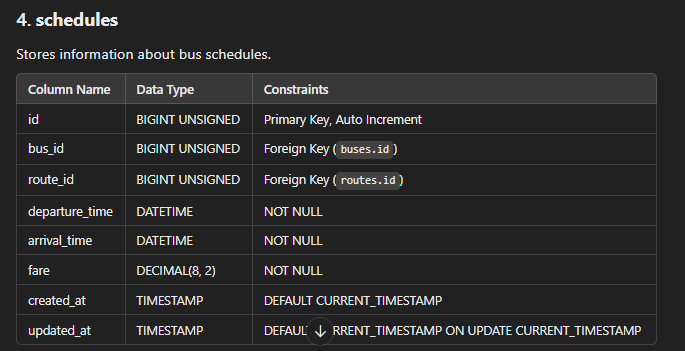 4. schedules
Stores information about bus schedules.
Column Name Data Type Constraints
id BIGINT UNSIGNED Primary Key, Auto Increment
bus_id BIGINT UNSIGNED Foreign Key (buses.id)
route_id BIGINT UNSIGNED Foreign Key (routes.id)
departure_time DATETIME NOT NULL
arrival_time DATETIME NOT NULL
fare DECIMAL(8, 2) NOT NULL
created_at TIMESTAMP DEFAULT CURRENT_TIMESTAMP
updated_at TIMESTAMP ON UPDATE CURRENT_TIMESTAMP